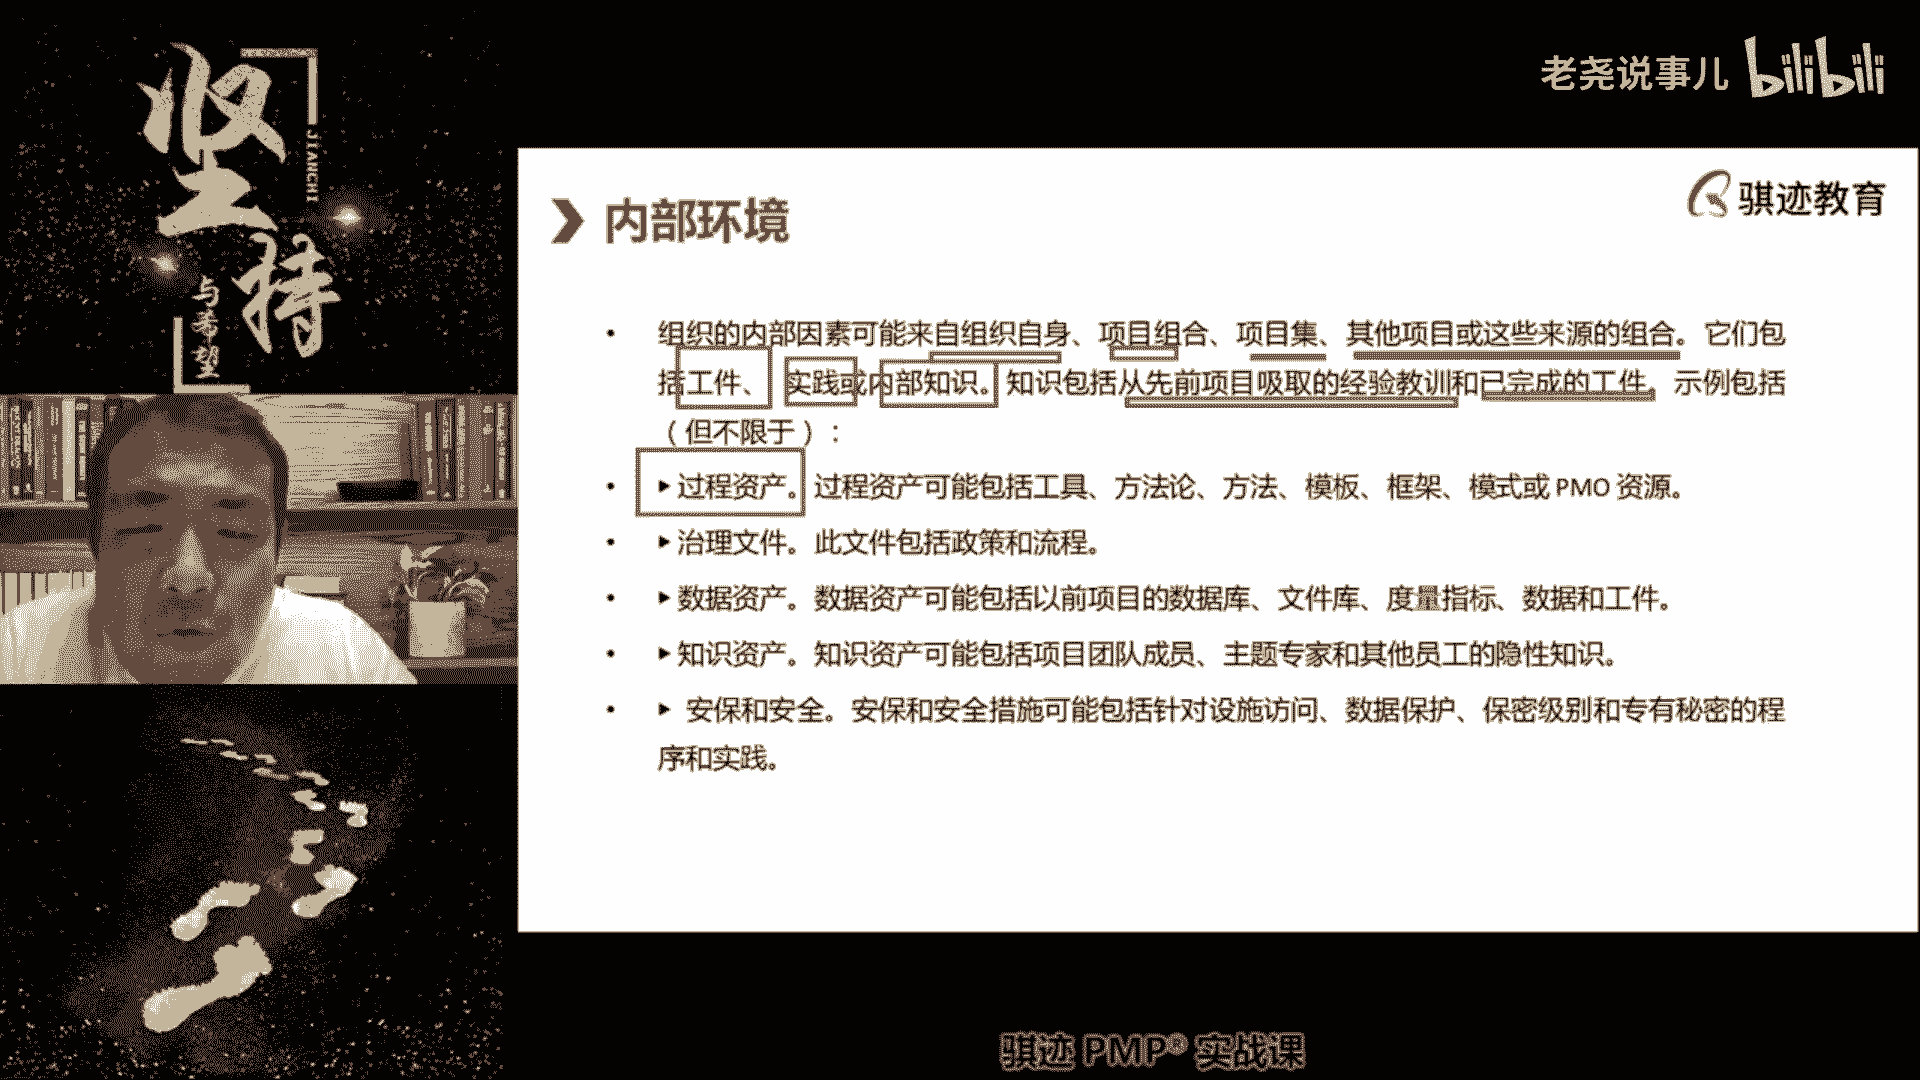 坚持
JIANCHI
与希望
老尧说事儿 bilibili
骐迹教育
内部环境
• 组织的内部因素可能来自组织自身、项目组合、项目集、其他项目或这些来源的组合。它们包
括工件、实践或内部知识。知识包括从先前项目吸取的经验教训和已完成的工件。示例包括
（但不限于）：
• ▶过程资产。过程资产可能包括工具、方法论、方法、模板、框架、模式或 PMO 资源。
• ▶治理文件。此文件包括政策和流程。
• ▶数据资产。数据资产可能包括以前项目的数据库、文件库、度量指标、数据和工件。
• ▶知识资产。知识资产可能包括项目团队成员、主题专家和其他员工的隐性知识。
• ▶ 安保和安全。安保和安全措施可能包括针对设施访问、数据保护、保密级别和专有秘密的程
序和实践。
骐迹 PMP® 实战课